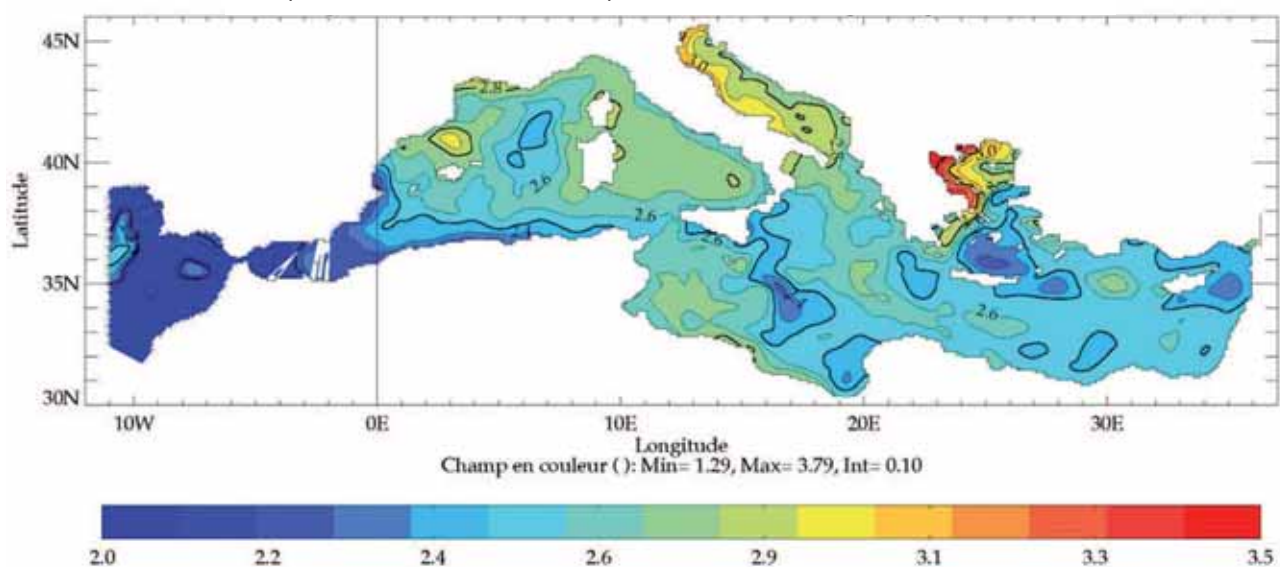 45N
2.8
40N
2.6
2.6
2.6
35N
2.6
30N
Latitude
10W 0E 10E 20E 30E
Longitude
Champ en couleur ( ): Min= 1.29, Max= 3.79, Int= 0.10
2.0 2.2 2.4 2.6 2.9 3.1 3.3 3.5